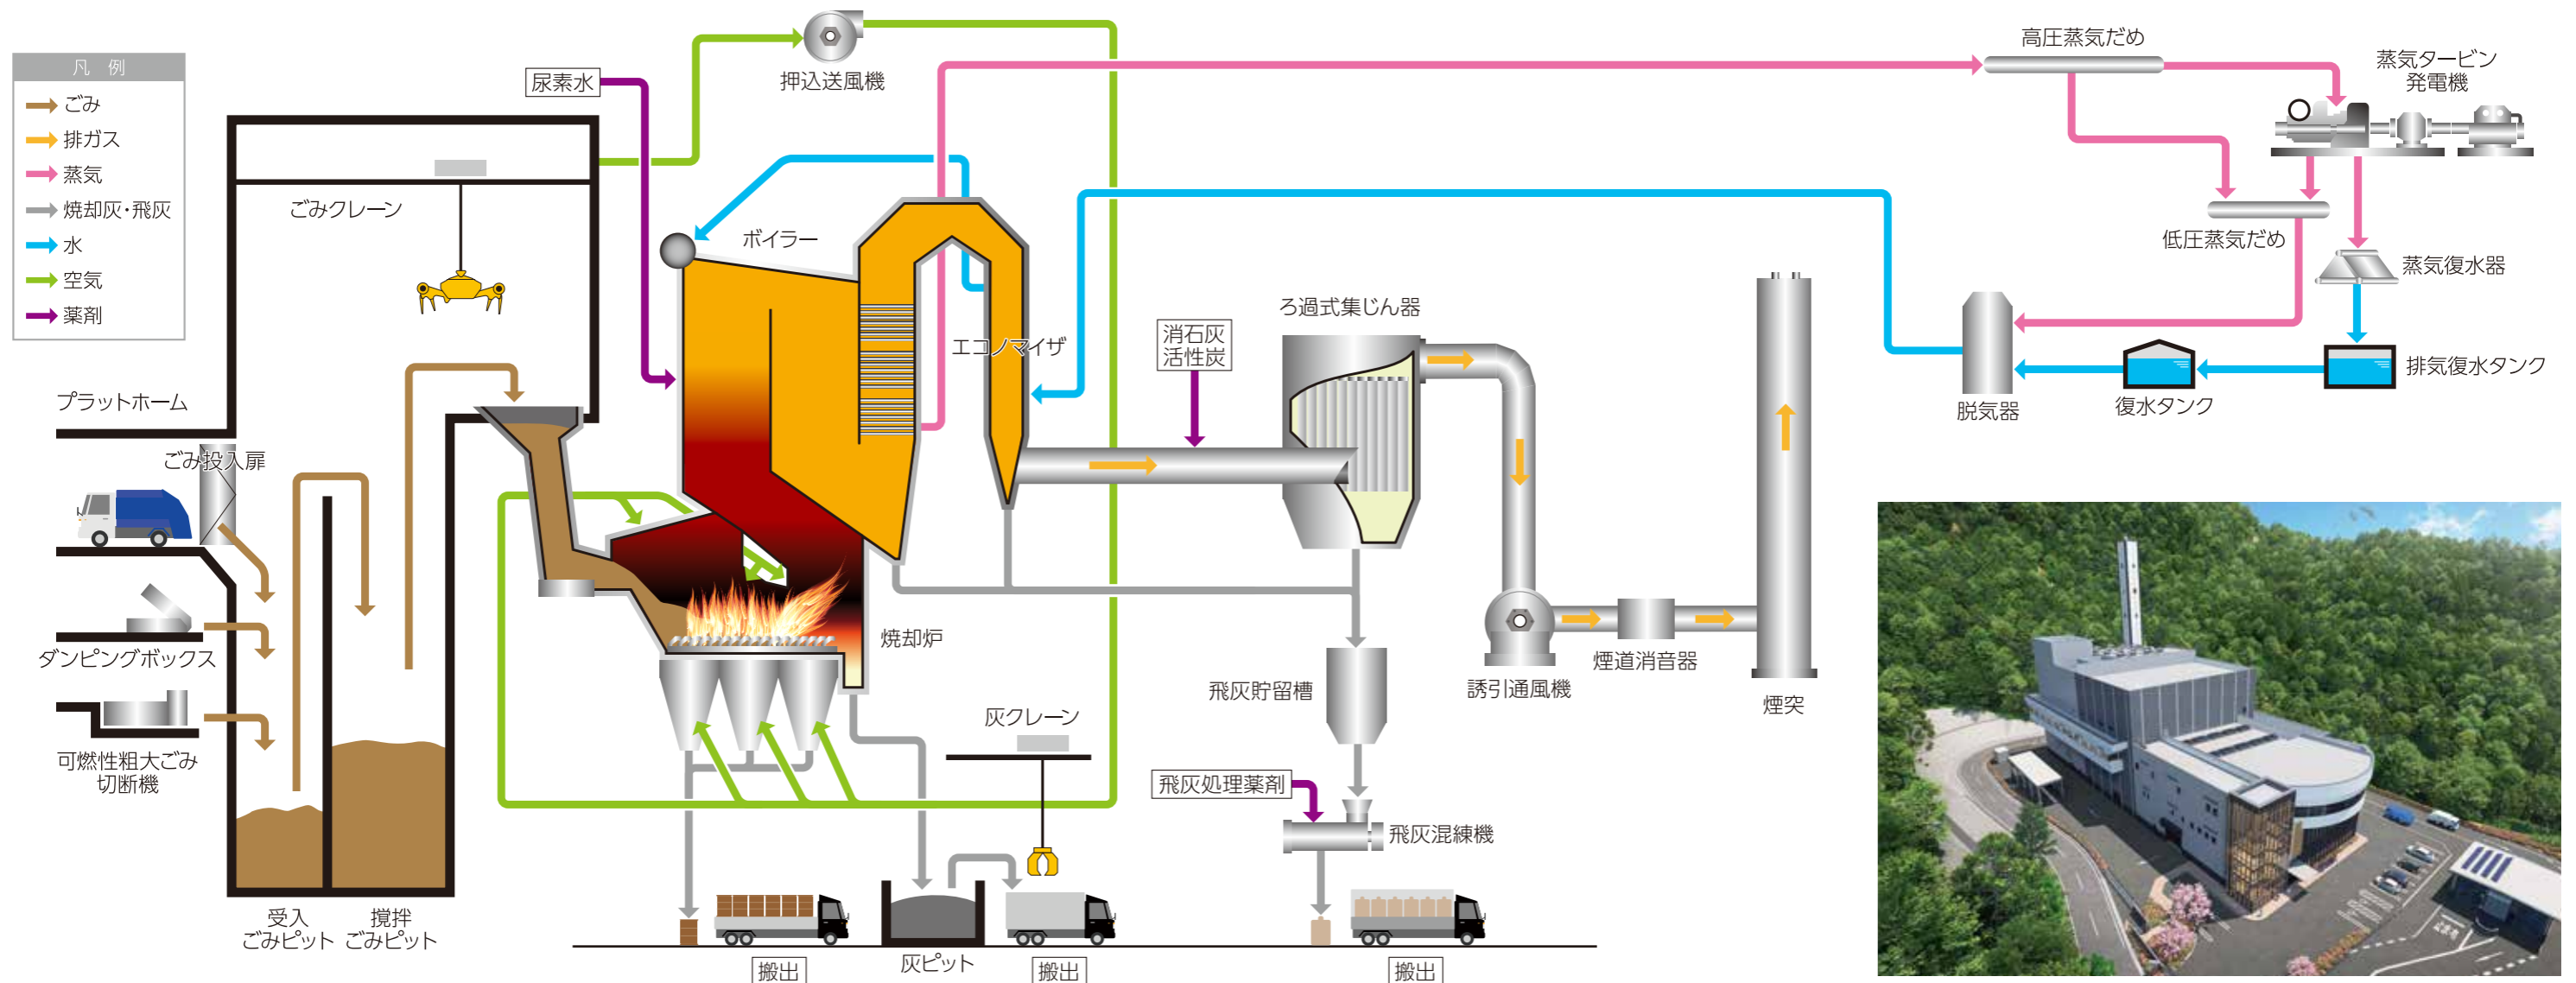 凡 例
ごみ
排ガス
蒸気
焼却灰・飛灰
水
空気
薬剤
尿素水
押込送風機
高圧蒸気だめ
蒸気タービン
発電機
ごみクレーン
ボイラー
低圧蒸気だめ
蒸気復水器
エコノマイザ
消石灰
活性炭
ろ過式集じん器
脱気器
復水タンク
排気復水タンク
プラットホーム
ごみ投入扉
ダンピングボックス
可燃性粗大ごみ
切断機
焼却炉
灰クレーン
飛灰貯留槽
誘引通風機
煙道消音器
煙突
飛灰処理薬剤
飛灰混練機
受入
ごみピット
撹拌
ごみピット
搬出
灰ピット
搬出
搬出